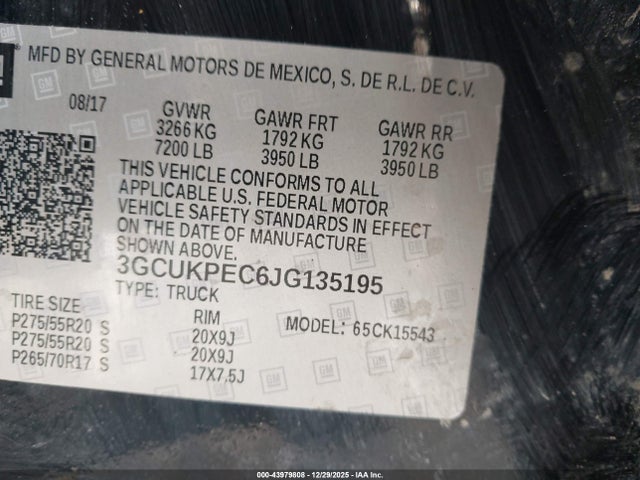 GM
MFD BY GENERAL MOTORS DE MEXICO, S. DE R.L. DE C.V.
08/17 GVWR GAWR FRT GAWR RR
3266 KG 1792 KG 1792 KG
7200 LB 3950 LB 3950 LB
THIS VEHICLE CONFORMS TO ALL
APPLICABLE U.S. FEDERAL MOTOR
VEHICLE SAFETY STANDARDS IN EFFECT
ON THE DATE OF MANUFACTURE
SHOWN ABOVE.
3GCUKPEC6JG135195
TYPE: TRUCK
TIRE SIZE RIM MODEL: 65CK15543
P275/55R20 S 20X9J
P275/55R20 S 20X9J
P265/70R17 S 17X7.5J
000-43979808 | 12/29/2025 | IAA Inc.